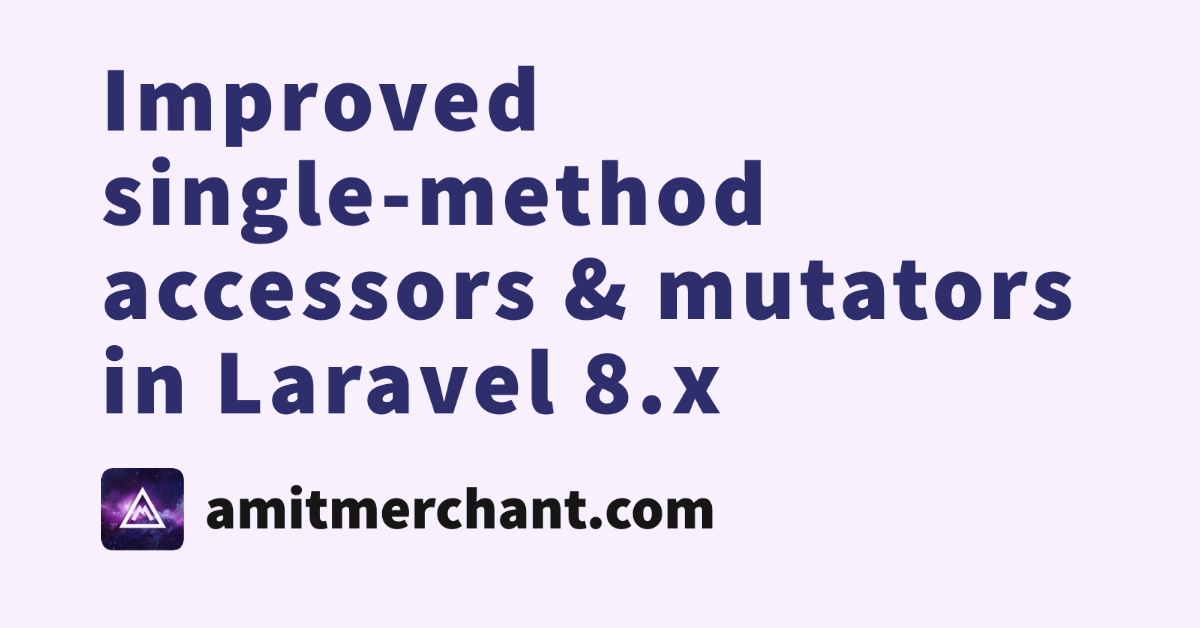 Improved
single-method
accessors & mutators
in Laravel 8.x
amitmerchant.com